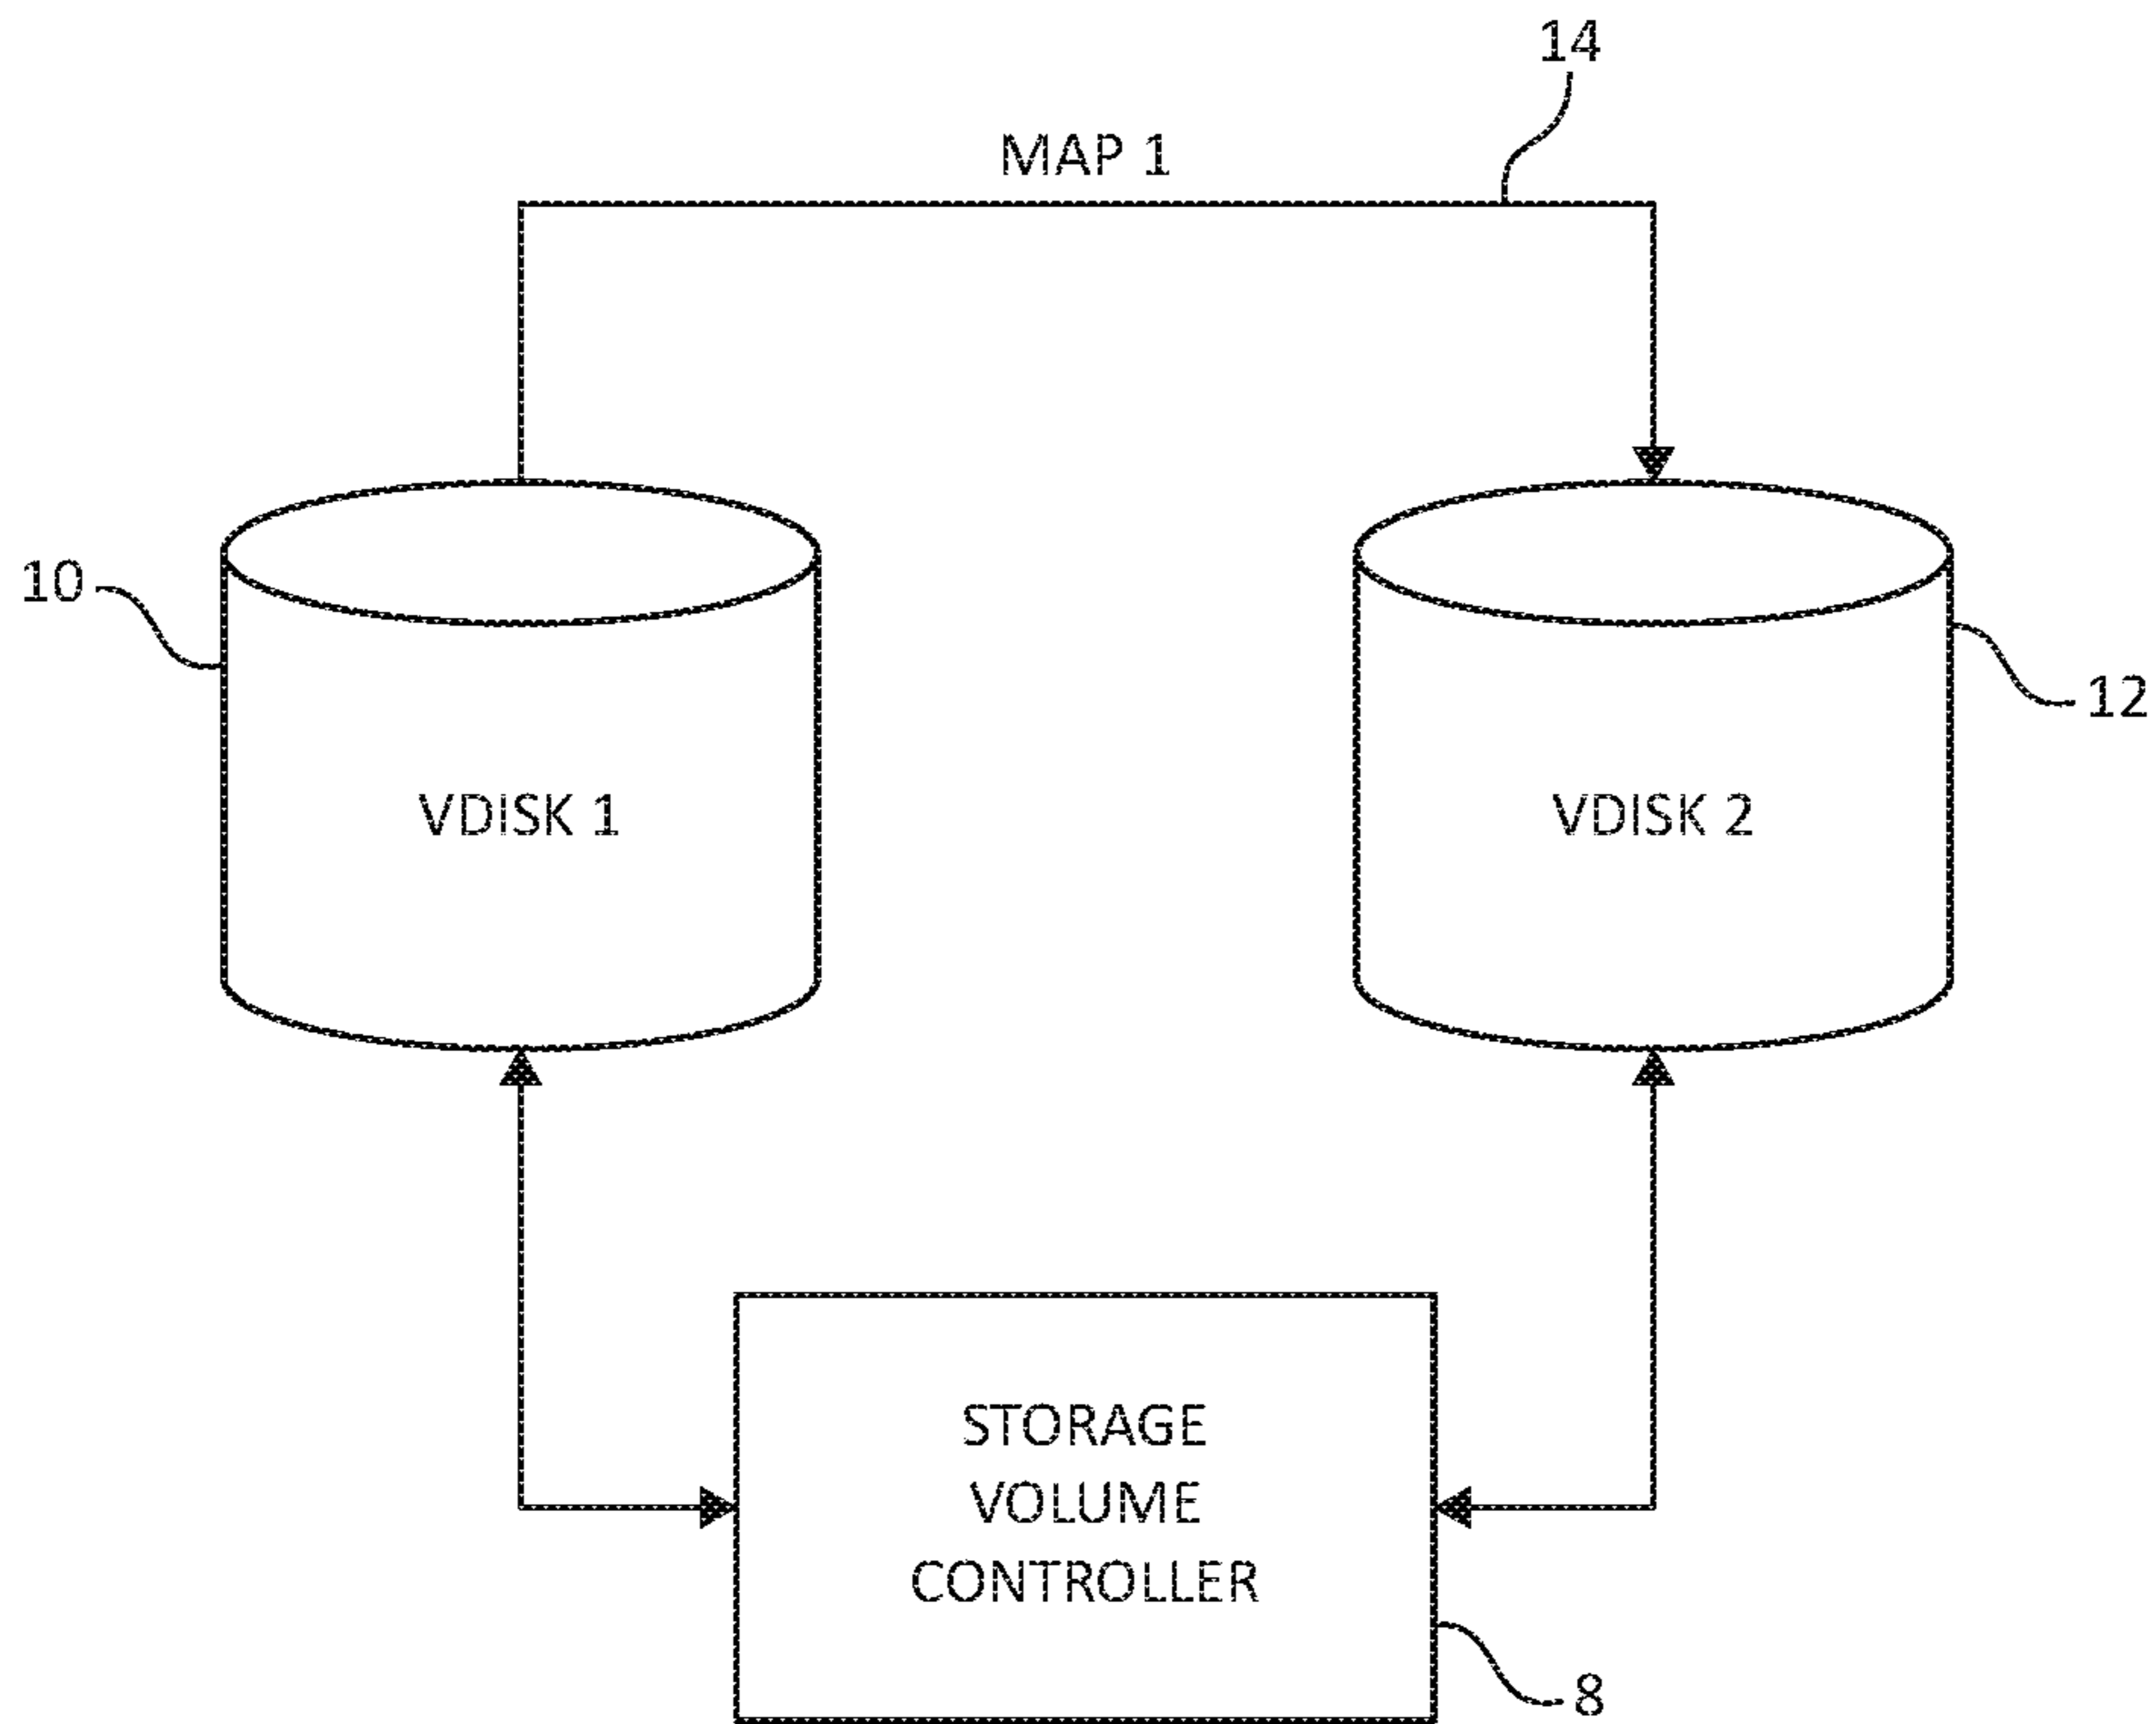 14
MAP 1
10
12
VDISK 1
VDISK 2
STORAGE
VOLUME
CONTROLLER
8